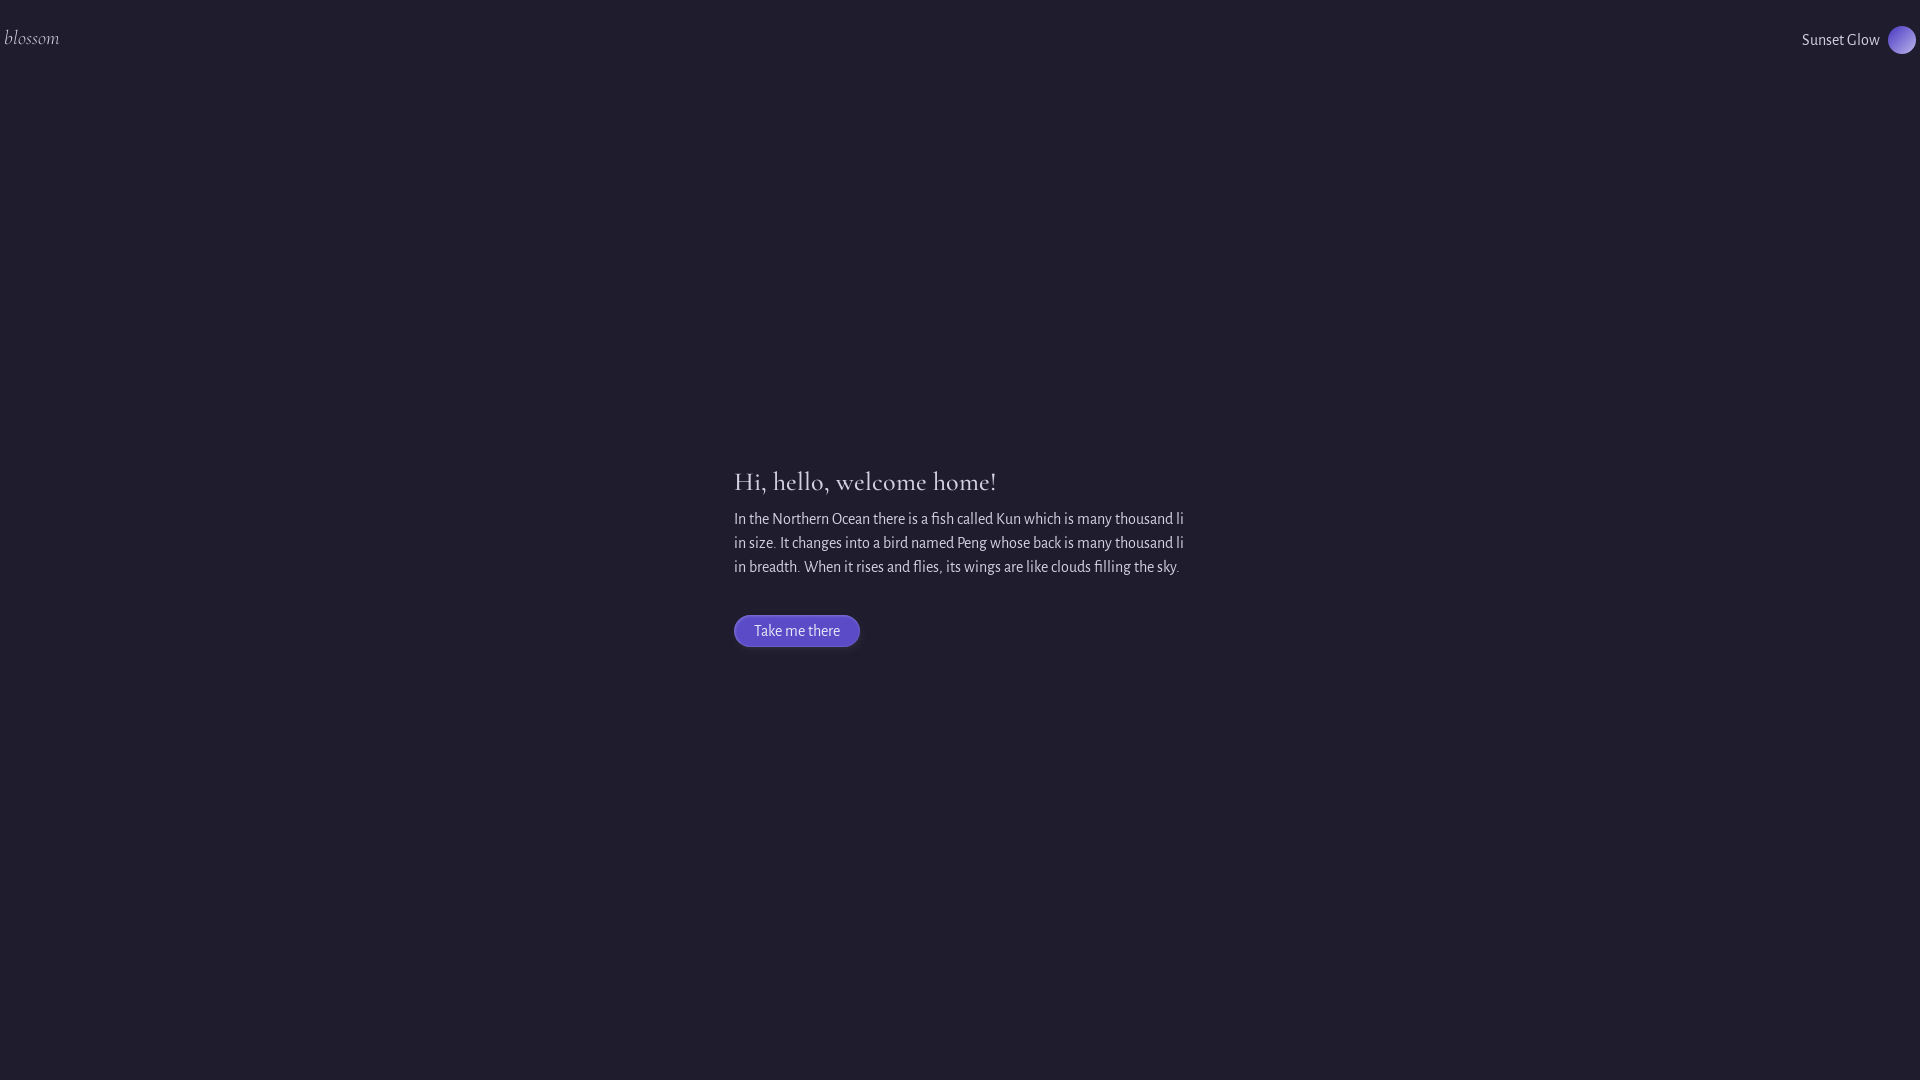 blossom
Sunset Glow
Hi, hello, welcome home!
In the Northern Ocean there is a fish called Kun which is many thousand li
in size. It changes into a bird named Peng whose back is many thousand li
in breadth. When it rises and flies, its wings are like clouds filling the sky.
Take me there